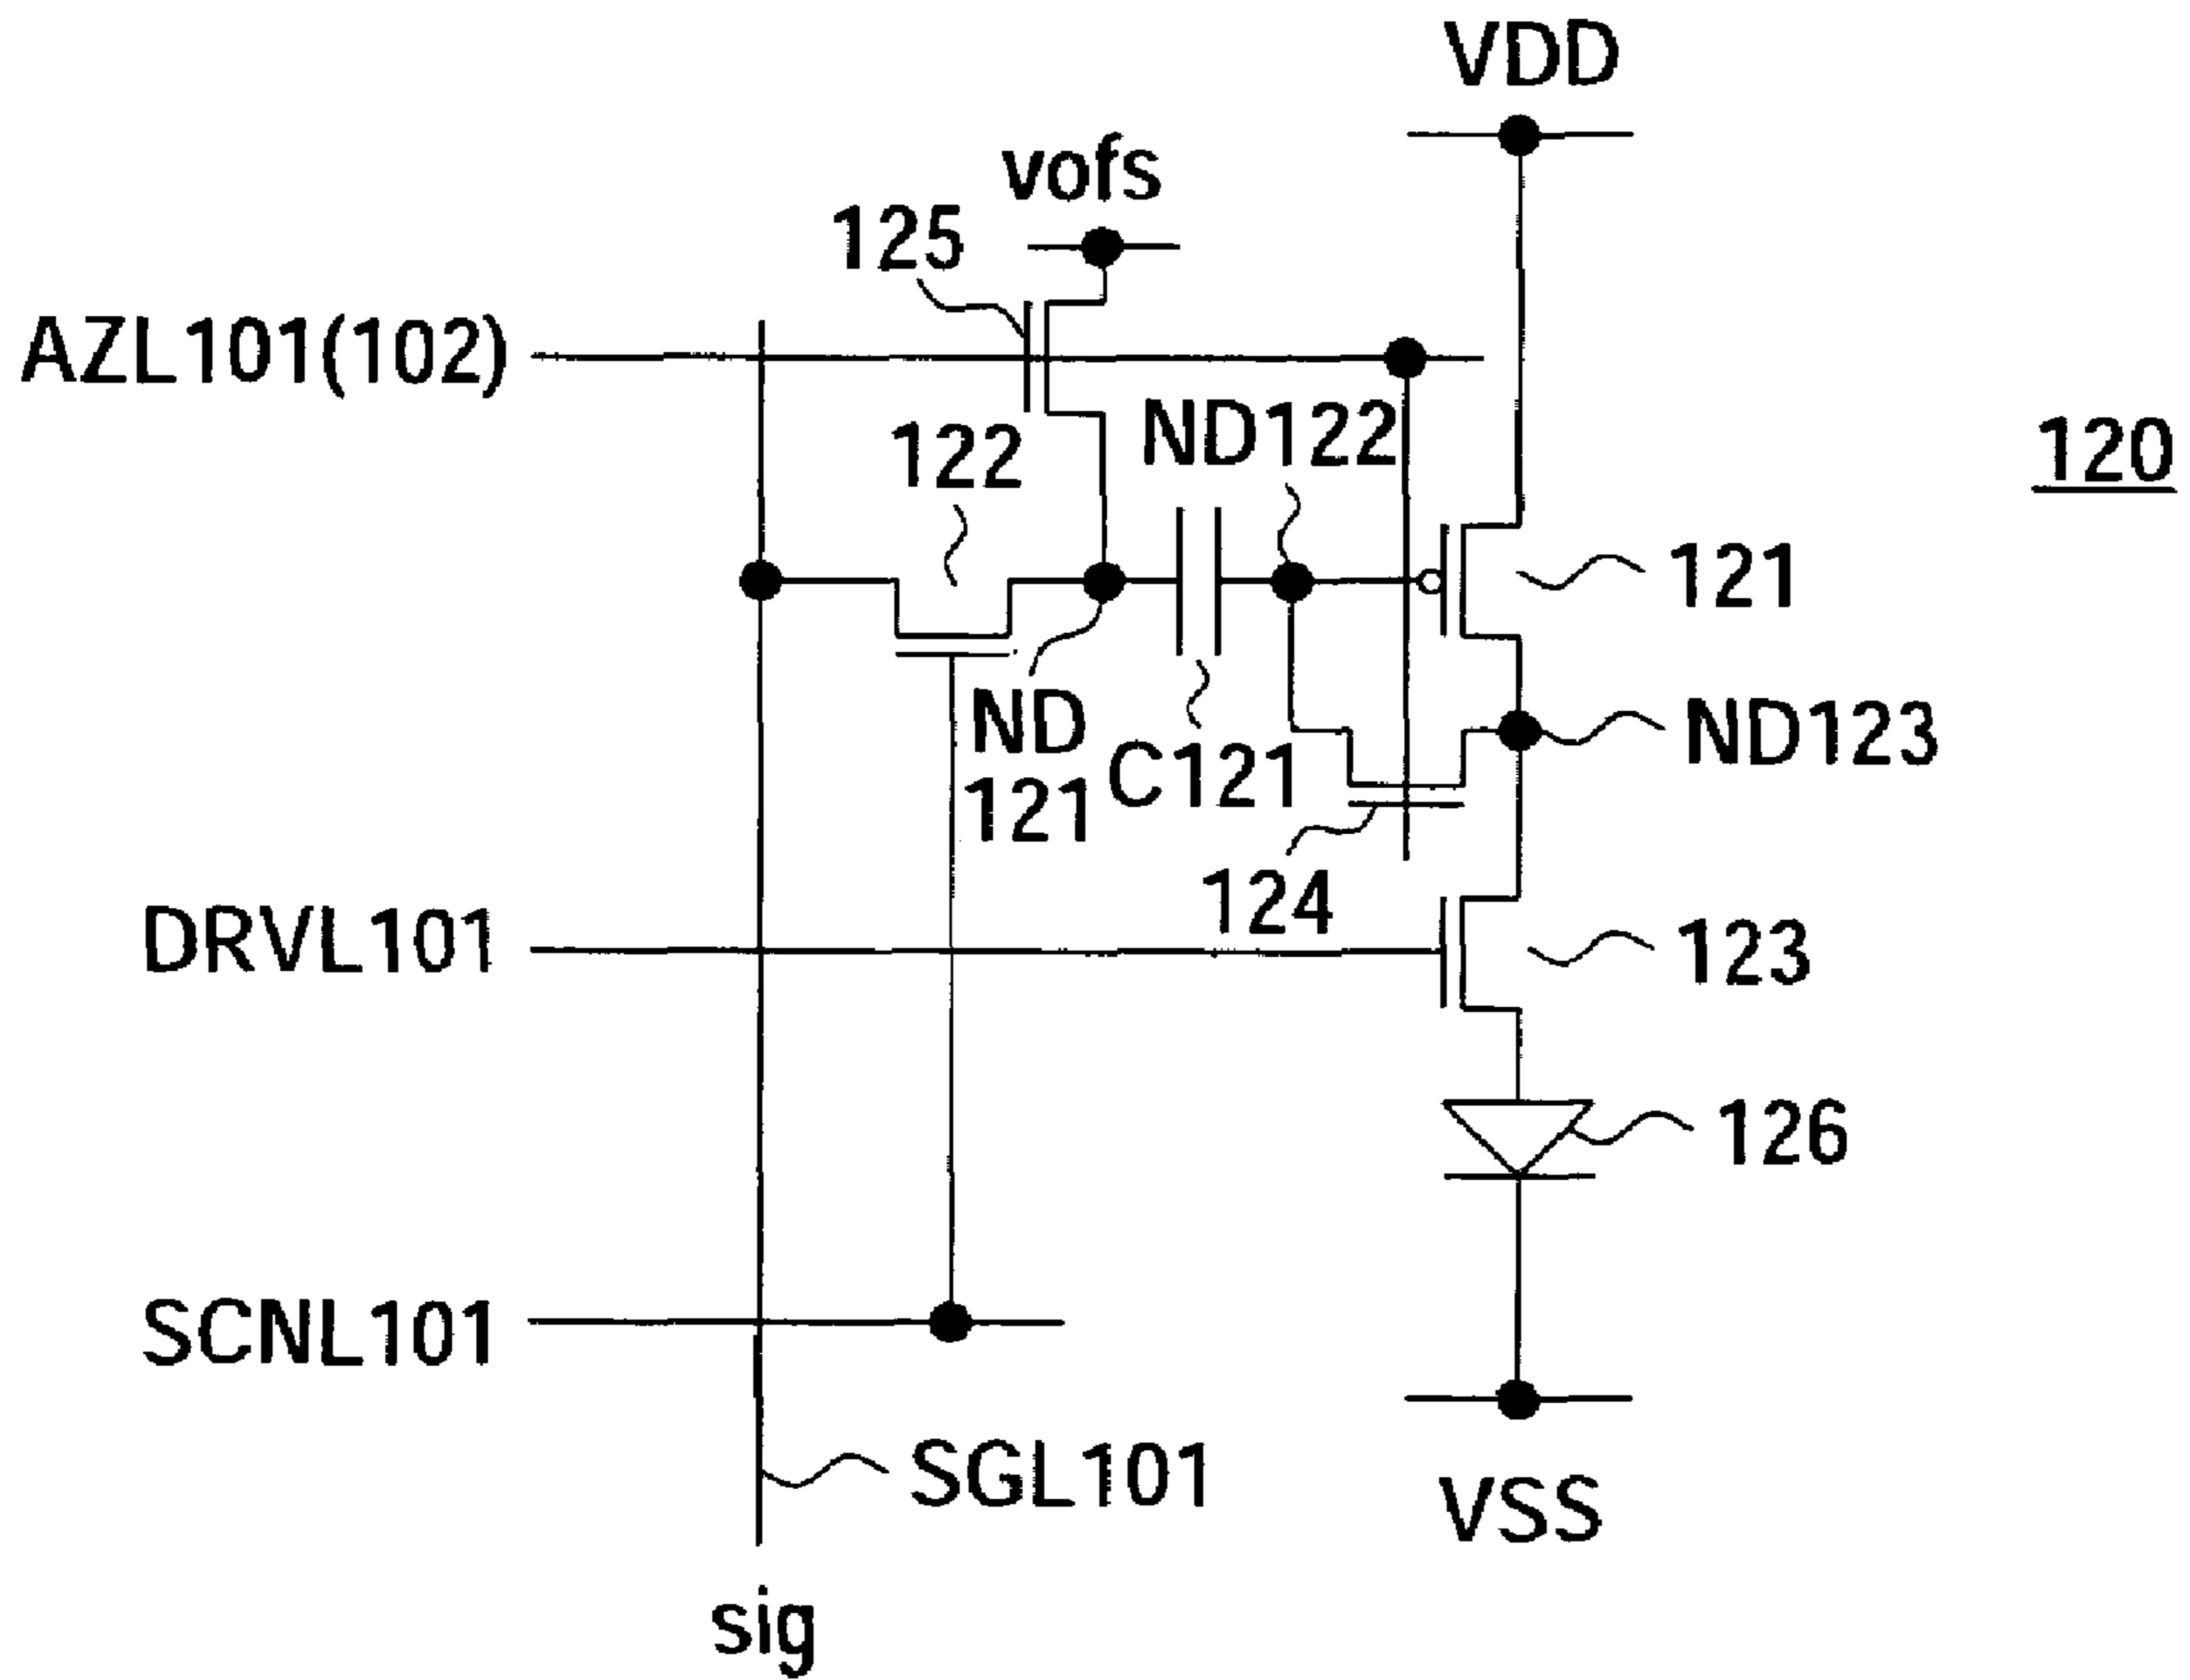 VDD
vofs
125
AZL101(102)
ND122
122
120
121
ND
121
C121
ND123
124
DRVL101
123
126
SCNL101
SGL101
VSS
sig